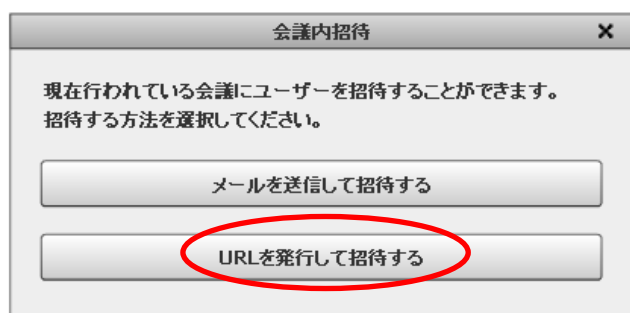 会議内招待
現在行われている会議にユーザーを招待することができます。
招待する方法を選択してください。
メールを送信して招待する
URLを発行して招待する